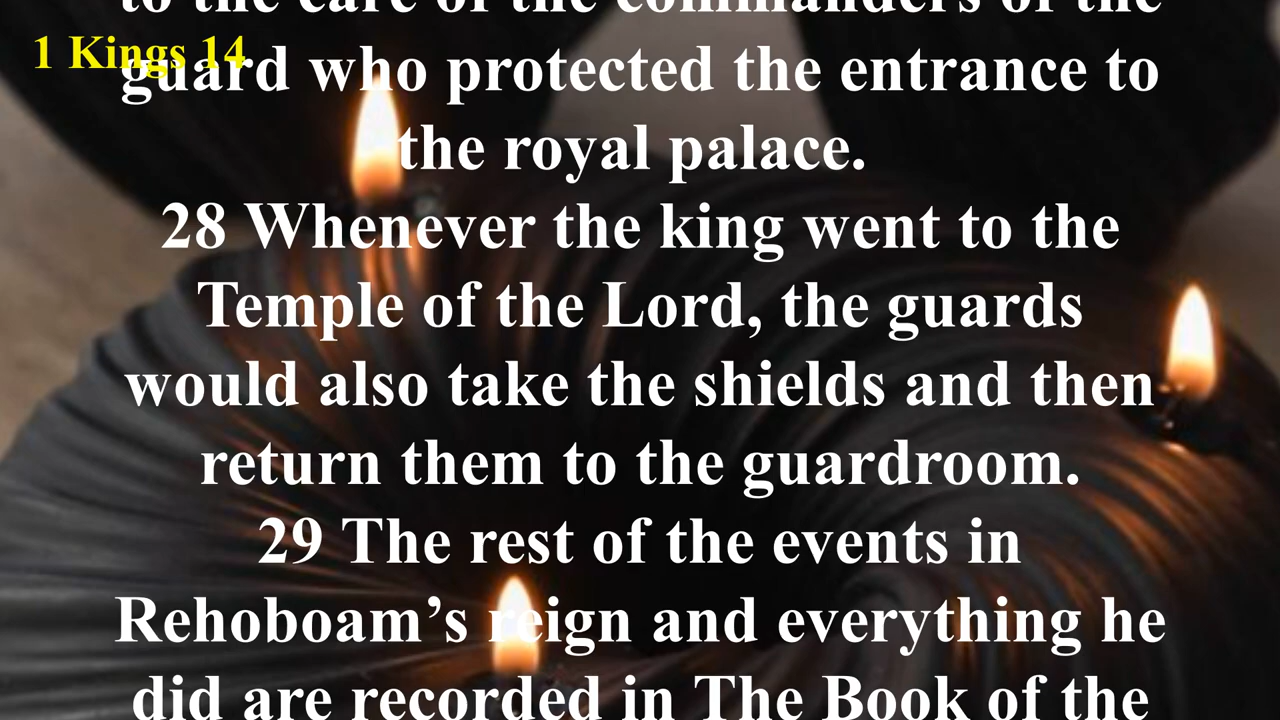 to the care of the commanders of the
1 Kings 14
guard who protected the entrance to
the royal palace.
28 Whenever the king went to the
Temple of the Lord, the guards
would also take the shields and then
return them to the guardroom.
29 The rest of the events in
Rehoboam’s reign and everything he
did are recorded in The Book of the